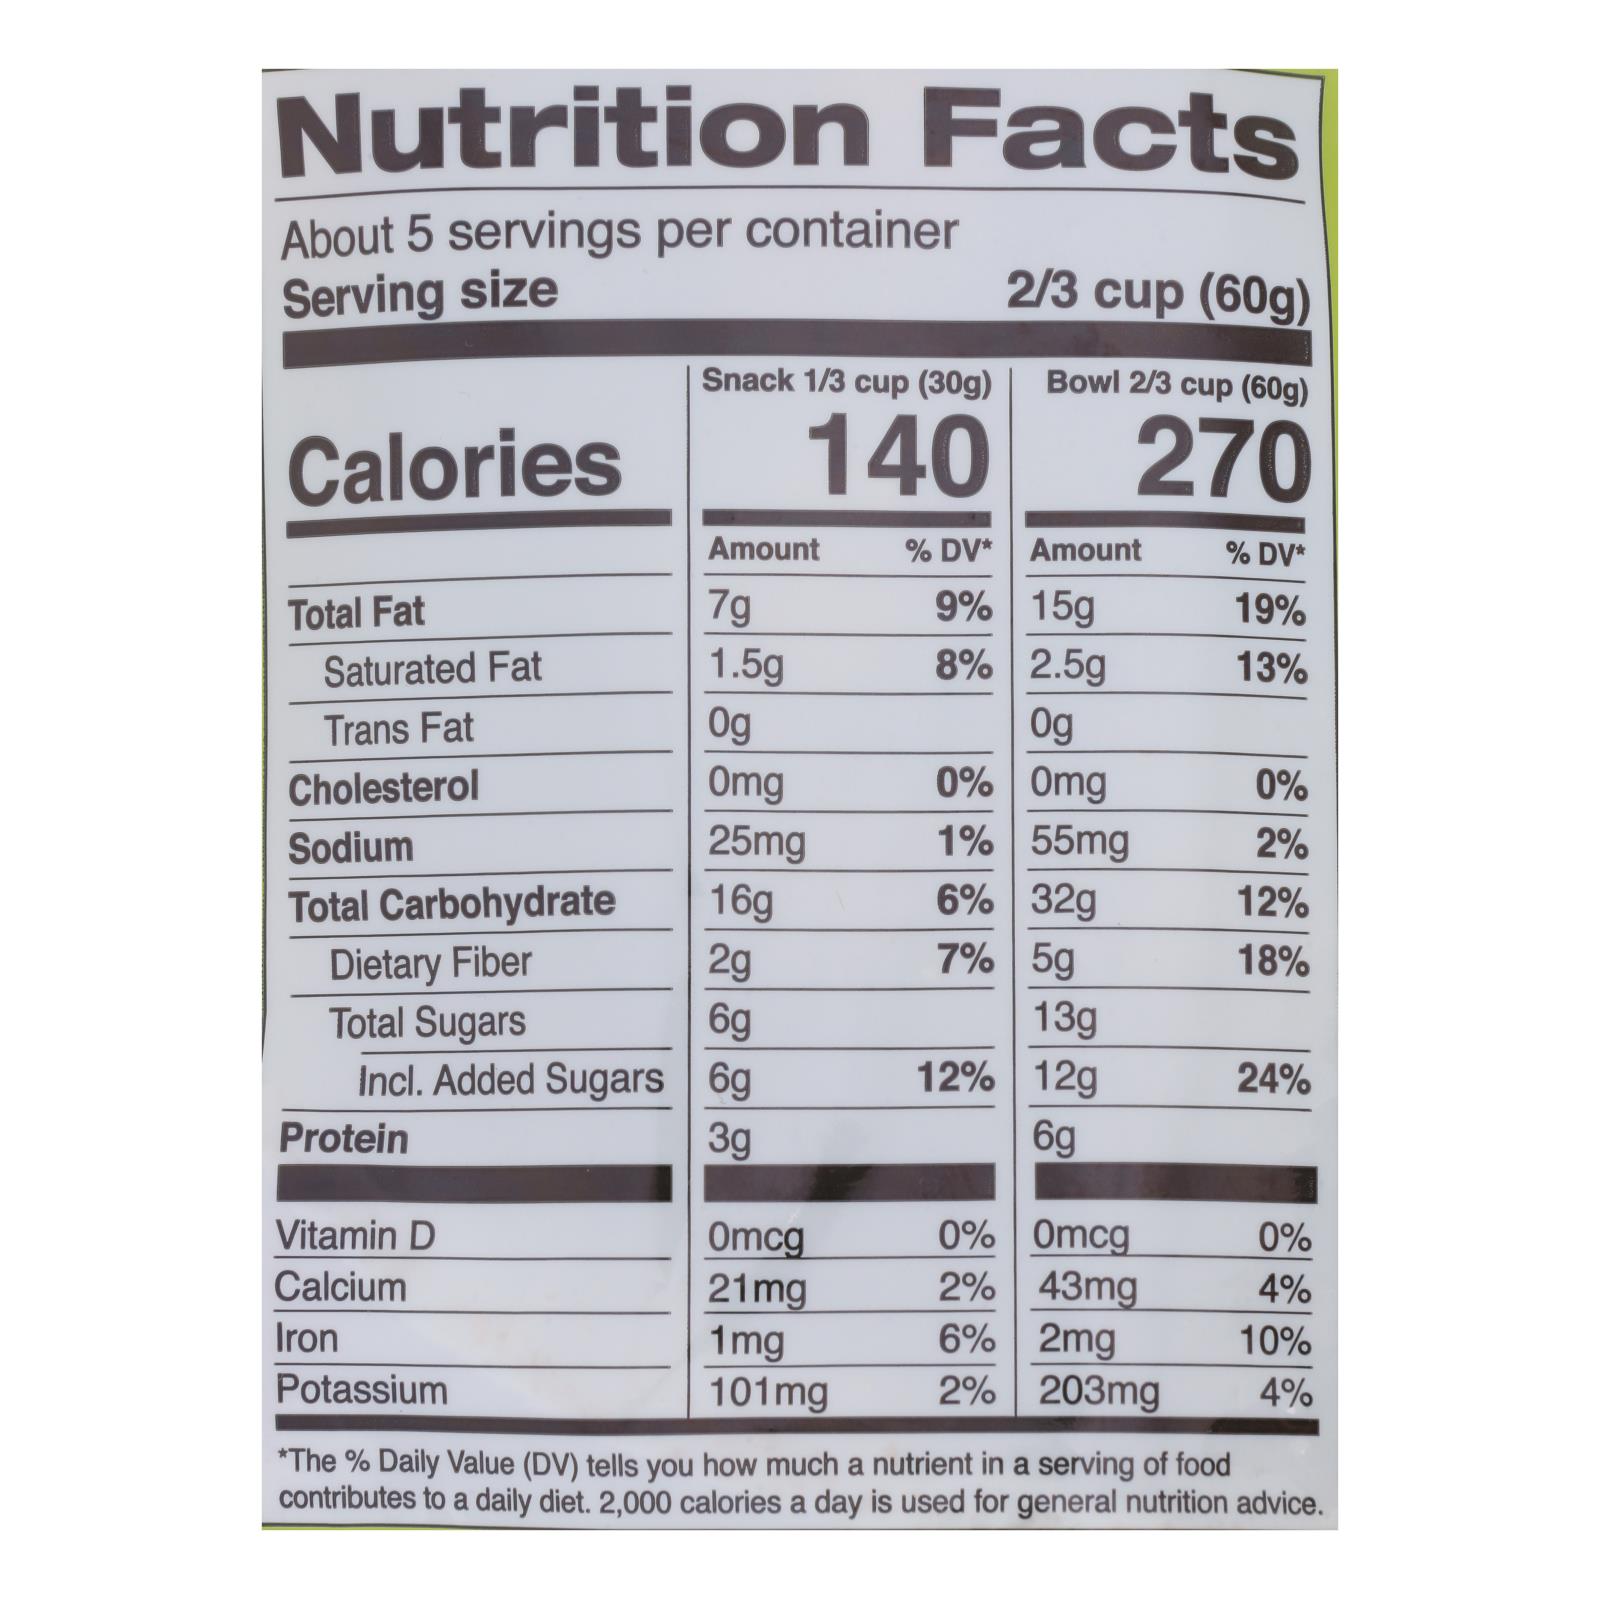 Nutrition Facts
About 5 servings per container
Serving size 2/3 cup (60g)
Snack 1/3 cup (30g) Bowl 2/3 cup (60g)
Calories 140 270
Amount % DV* Amount % DV*
Total Fat 7g 9% 15g 19%
Saturated Fat 1.5g 8% 2.5g 13%
Trans Fat 0g 0g
Cholesterol 0mg 0% 0mg 0%
Sodium 25mg 1% 55mg 2%
Total Carbohydrate 16g 6% 32g 12%
Dietary Fiber 2g 7% 5g 18%
Total Sugars 6g 13g
Incl. Added Sugars 6g 12% 12g 24%
Protein 3g 6g
Vitamin D 0mcg 0% 0mcg 0%
Calcium 21mg 2% 43mg 4%
Iron 1mg 6% 2mg 10%
Potassium 101mg 2% 203mg 4%
*The % Daily Value (DV) tells you how much a nutrient in a serving of food
contributes to a daily diet. 2,000 calories a day is used for general nutrition advice.